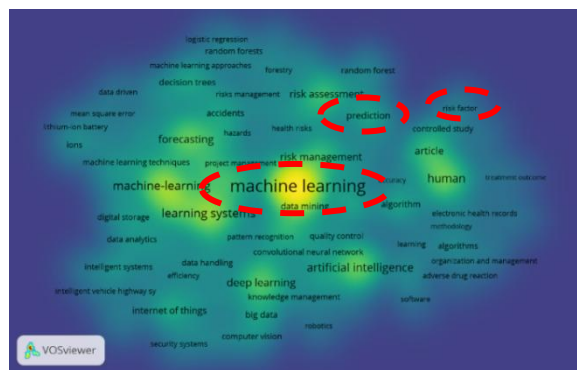 logistic regression
random forests
machine learning approaches
forestry
random forest
decision trees
data driven
risks management
risk assessment
risk factor
mean square error
accidents
prediction
lithium-ion battery
hazards
health risks
controlled study
ions
forecasting
article
machine learning techniques
project management
risk management
machine-learning
machine learning
human
learning systems
data mining
algorithm
digital storage
electronic health records
methodology
data analytics
pattern recognition
quality control
learning
algorithms
convolutional neural network
intelligent systems
data handling
artificial intelligence
organization and management
efficiency
adverse drug reaction
deep learning
intelligent vehicle highway sy
knowledge management
software
internet of things
big data
robotics
security systems
computer vision
VOSviewer